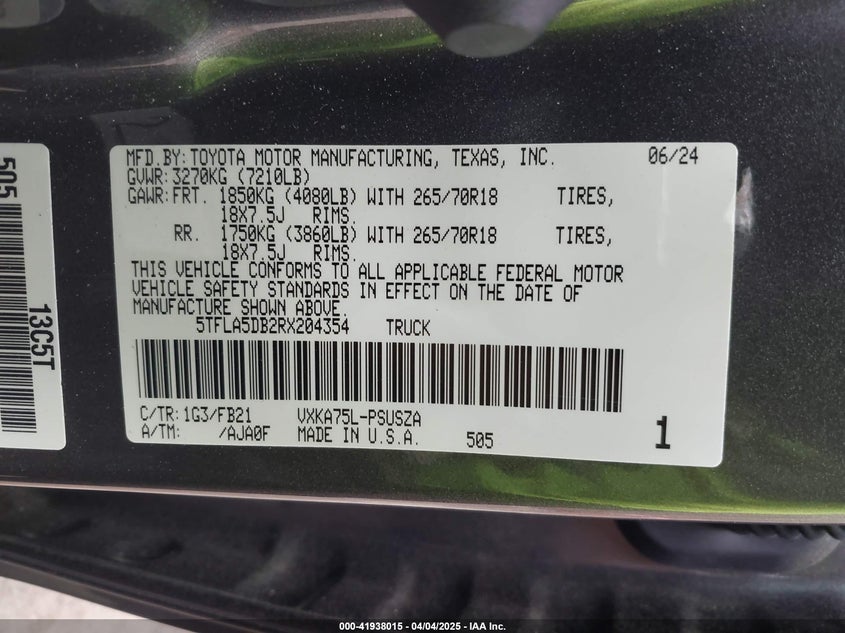 MFD.BY: TOYOTA MOTOR MANUFACTURING, TEXAS, INC. 06/24
GVWR: 3270KG (7210LB)
GAWR: FRT. 1850KG (4080LB) WITH 265/70R18 TIRES,
18X7.5J RIMS.
RR. 1750KG (3860LB) WITH 265/70R18 TIRES,
18X7.5J RIMS.
THIS VEHICLE CONFORMS TO ALL APPLICABLE FEDERAL MOTOR
VEHICLE SAFETY STANDARDS IN EFFECT ON THE DATE OF
MANUFACTURE SHOWN ABOVE.
5TFLA5DB2RX204354 TRUCK
C/TR: 1G3/FB21 VXKA75L-PSUSZA
A/TM: /AJA0F MADE IN U.S.A. 505 1
505
13C5T
000-41938015 - 04/04/2025 - IAA Inc.